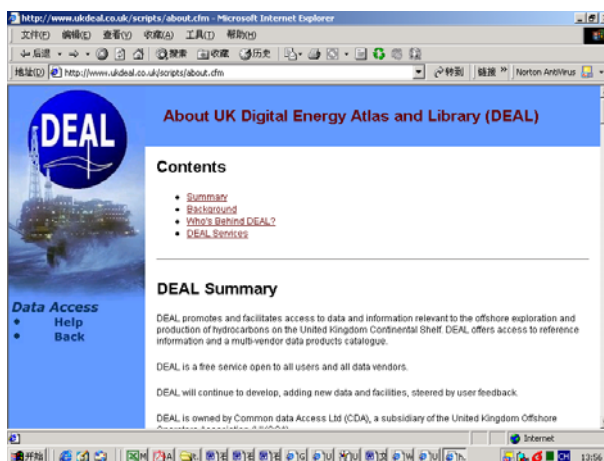 http://www.ukdeal.co.uk/scripts/about.cfm - Microsoft Internet Explorer
文件(F) 编辑(E) 查看(V) 收藏(A) 工具(T) 帮助(H)
后退 搜索 收藏 历史
地址(D) http://www.ukdeal.co.uk/scripts/about.cfm 转到 链接 » Norton AntiVirus
DEAL
About UK Digital Energy Atlas and Library (DEAL)
Contents
Summary
Background
Who's Behind DEAL?
DEAL Services
Data Access
Help
Back
DEAL Summary
DEAL promotes and facilitates access to data and information relevant to the offshore exploration and
production of hydrocarbons on the United Kingdom Continental Shelf. DEAL offers access to reference
information and a multi-vendor data products catalogue.
DEAL is a free service open to all users and all data vendors.
DEAL will continue to develop, adding new data and facilities, steered by user feedback.
DEAL is owned by Common data Access Ltd (CDA), a subsidiary of the United Kingdom Offshore
Internet
开始 13:56